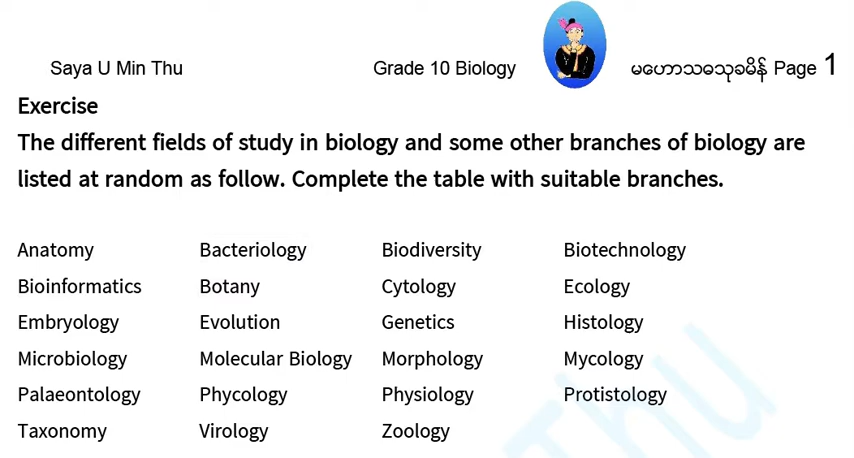 Saya U Min Thu Grade 10 Biology မဟောသဓသုခမိန် Page 1
Exercise
The different fields of study in biology and some other branches of biology are
listed at random as follow. Complete the table with suitable branches.
Anatomy Bacteriology Biodiversity Biotechnology
Bioinformatics Botany Cytology Ecology
Embryology Evolution Genetics Histology
Microbiology Molecular Biology Morphology Mycology
Palaeontology Phycology Physiology Protistology
Taxonomy Virology Zoology
Thu